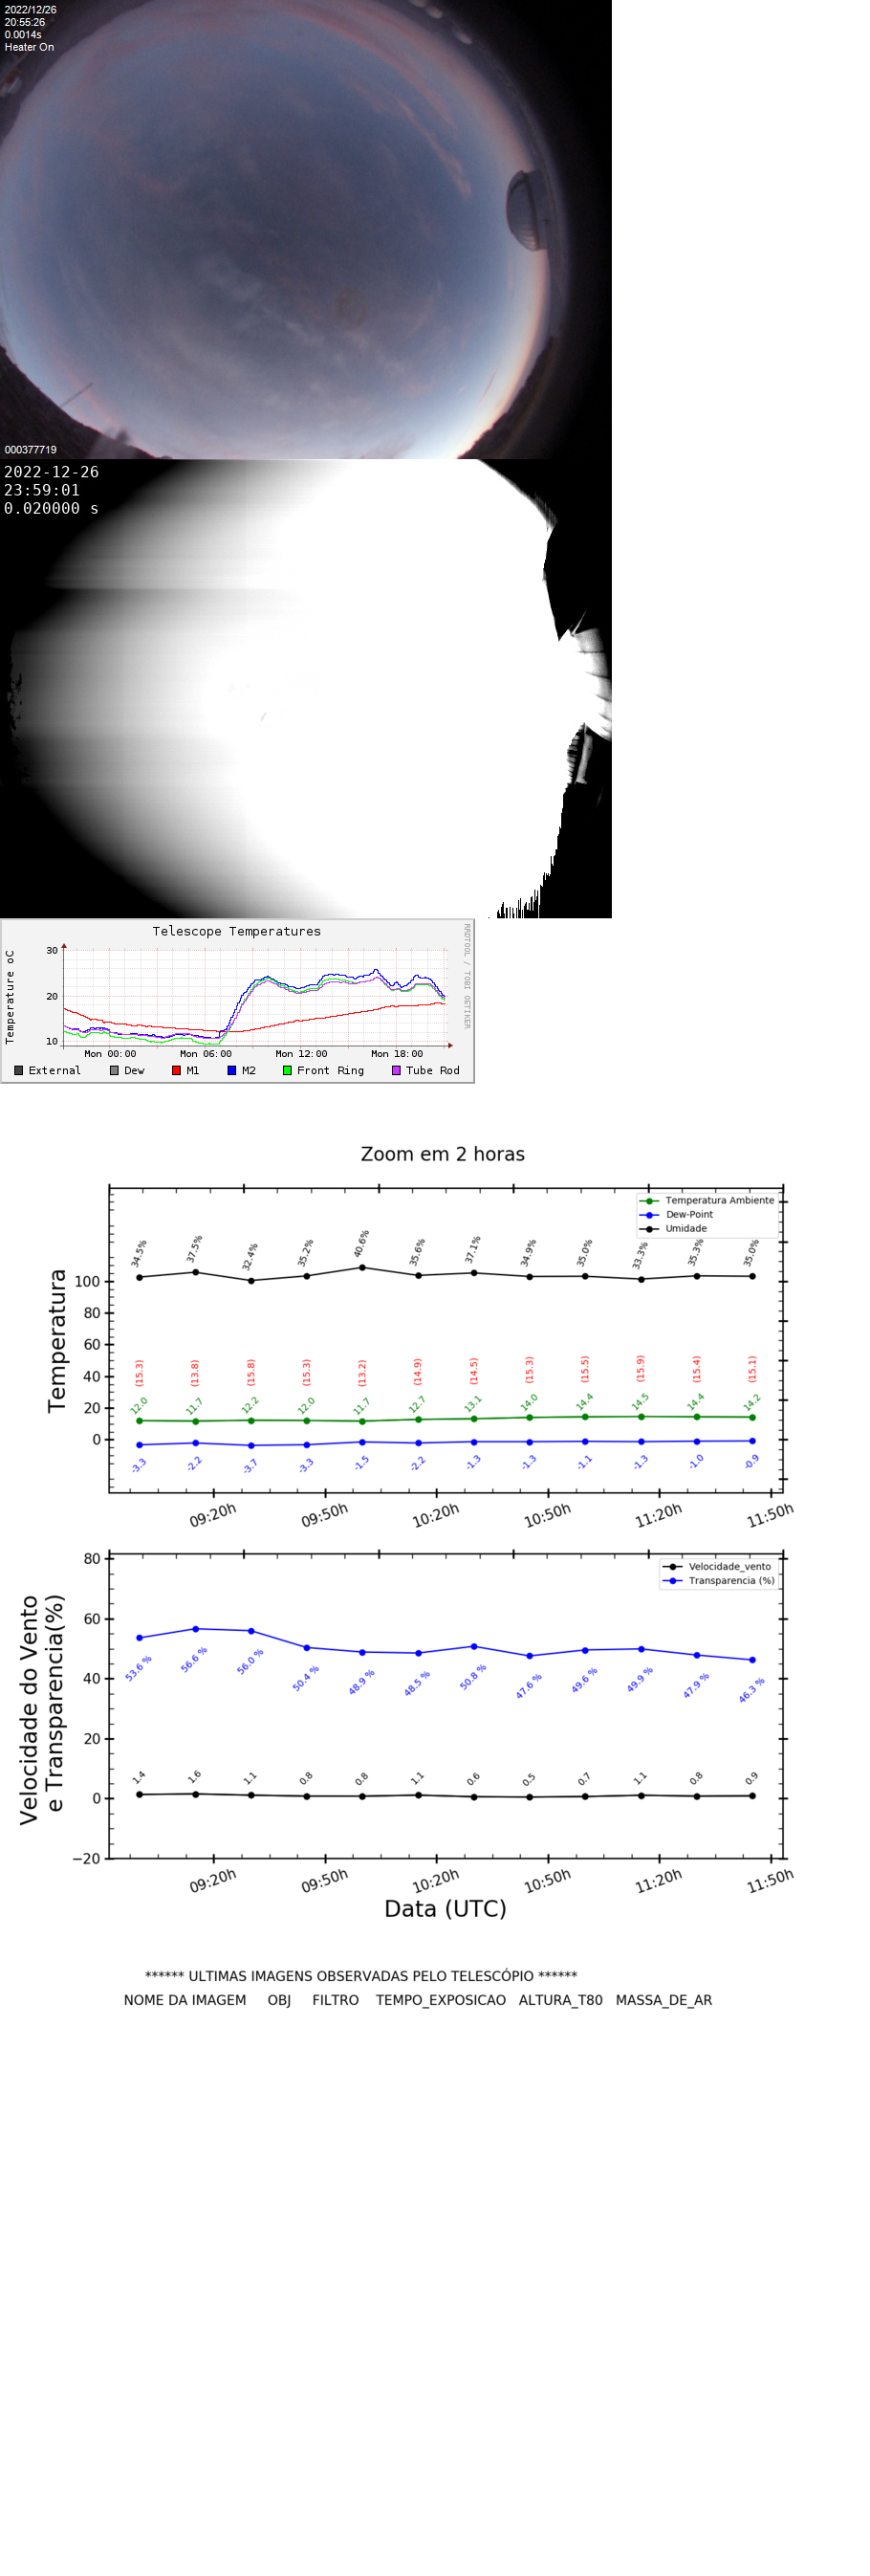 2022/12/26
20:55:26
0.0014s
Heater On
000377719
2022-12-26
23:59:01
0.020000 s
Telescope Temperatures
RRDTOOL / TOBI OETIKER
Temperature oC
30
20
10
Mon 00:00 Mon 06:00 Mon 12:00 Mon 18:00
External Dew M1 M2 Front Ring Tube Rod
Zoom em 2 horas
Temperatura Ambiente
Dew-Point
Umidade
34.5% 37.5% 32.4% 35.2% 40.6% 35.6% 37.1% 34.9% 35.0% 33.3% 35.3% 35.0%
Temperatura
100
80
60
40
20
0
(15.3) (13.8) (15.8) (15.3) (13.2) (14.9) (14.5) (15.3) (15.5) (15.9) (15.4) (15.1)
12.0 11.7 12.2 12.0 11.7 12.7 13.1 14.0 14.4 14.5 14.4 14.2
-3.3 -2.2 -3.7 -3.3 -1.5 -2.2 -1.3 -1.3 -1.1 -1.3 -1.0 -0.9
09:20h 09:50h 10:20h 10:50h 11:20h 11:50h
Velocidade_vento
Transparencia (%)
Velocidade do Vento
e Transparencia(%)
80
60
40
20
0
−20
53.6 % 56.6 % 56.0 % 50.4 % 48.9 % 48.5 % 50.8 % 47.6 % 49.6 % 49.9 % 47.9 % 46.3 %
1.4 1.6 1.1 0.8 0.8 1.1 0.6 0.5 0.7 1.1 0.8 0.9
09:20h 09:50h 10:20h 10:50h 11:20h 11:50h
Data (UTC)
****** ULTIMAS IMAGENS OBSERVADAS PELO TELESCÓPIO ******
NOME DA IMAGEM OBJ FILTRO TEMPO_EXPOSICAO ALTURA_T80 MASSA_DE_AR